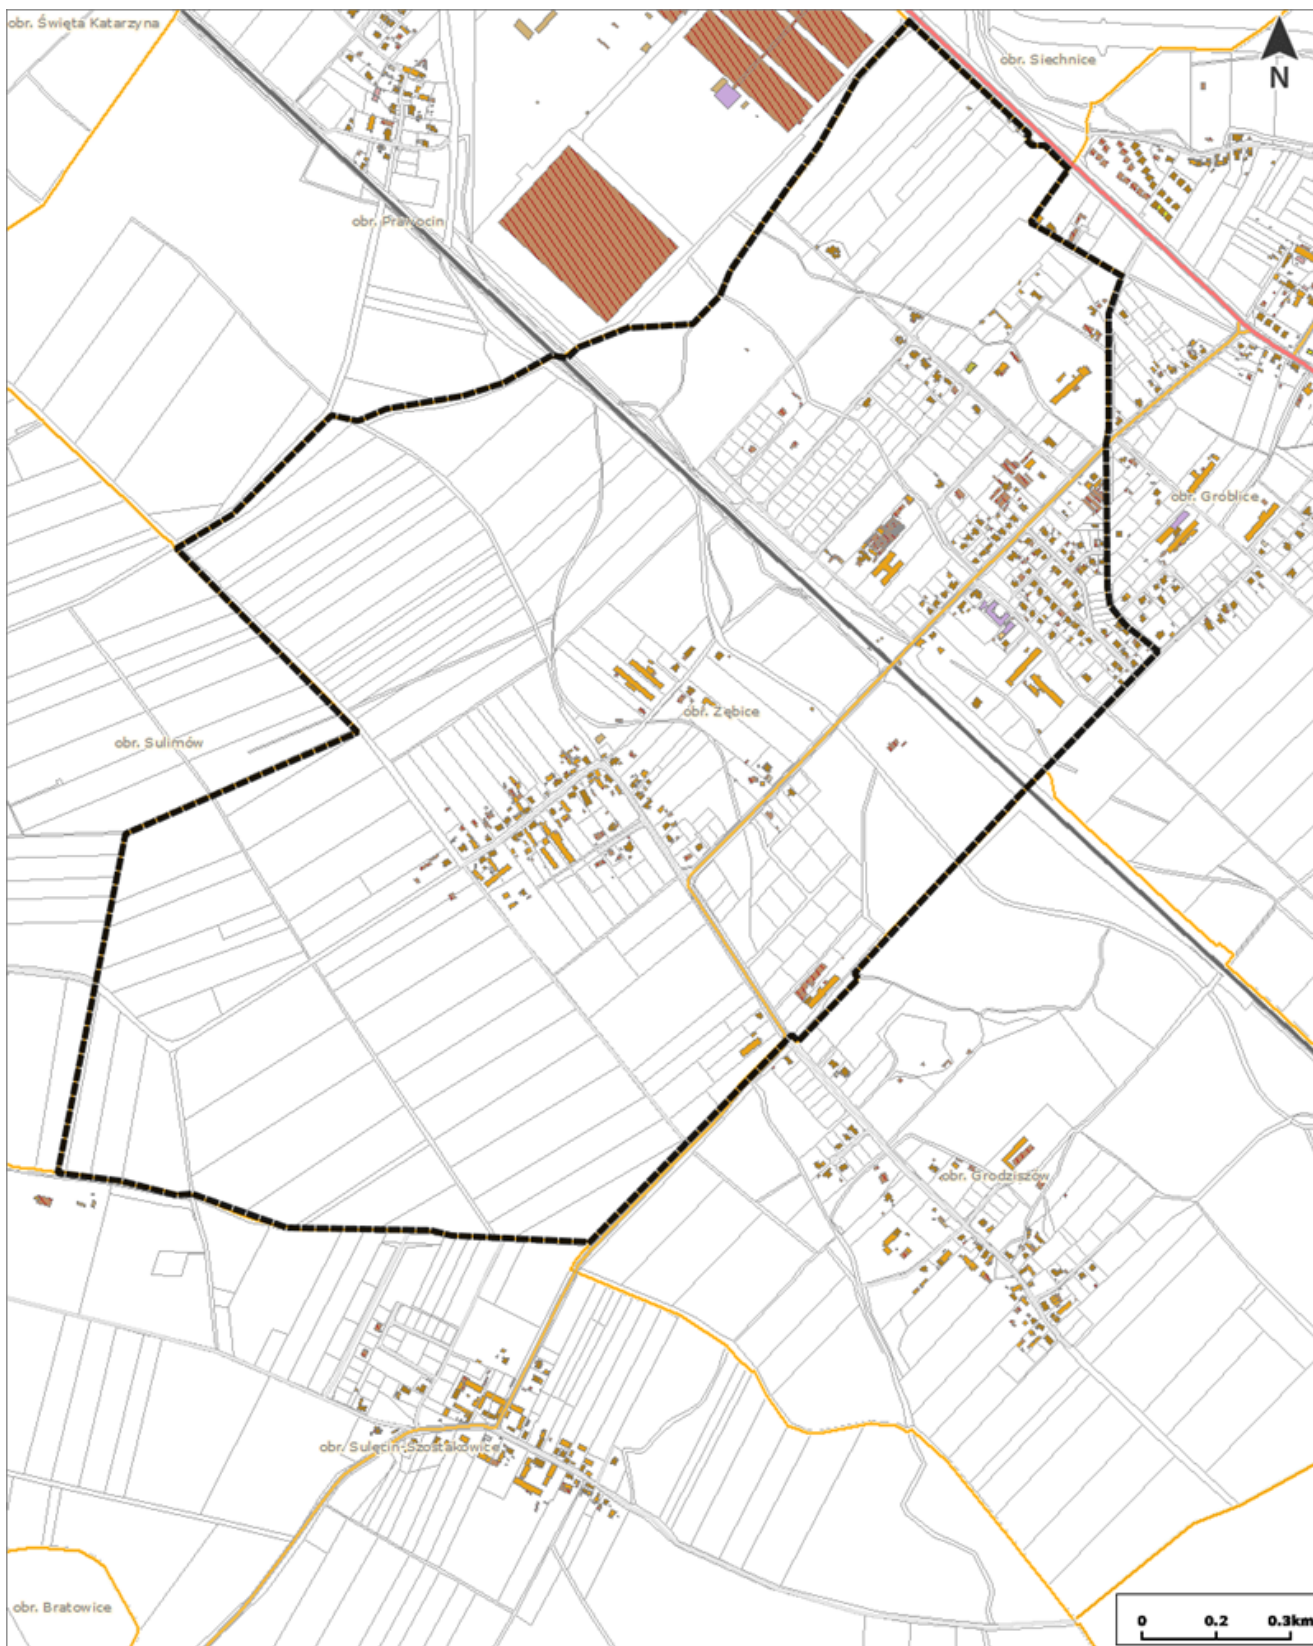 obr. Święta Katarzyna
obr. Siechnice
N
obr. Prawocin
obr. Groblice
obr. Zębice
obr. Sulimów
obr. Grodziszów
obr. Sulęcin-Szostakowice
obr. Bratowice
0 0.2 0.3km